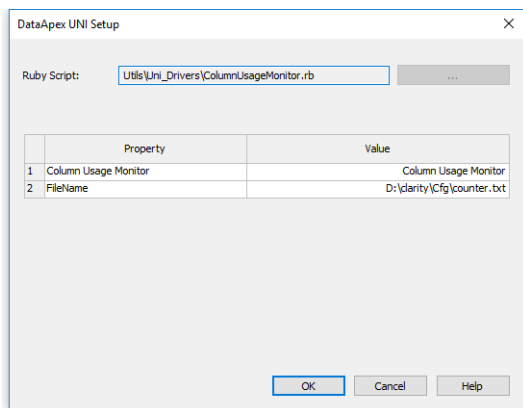 DataApex UNI Setup
Ruby Script: Utils\Uni_Drivers\ColumnUsageMonitor.rb ...
Property Value
1 Column Usage Monitor Column Usage Monitor
2 FileName D:\clarity\Cfg\counter.txt
OK Cancel Help